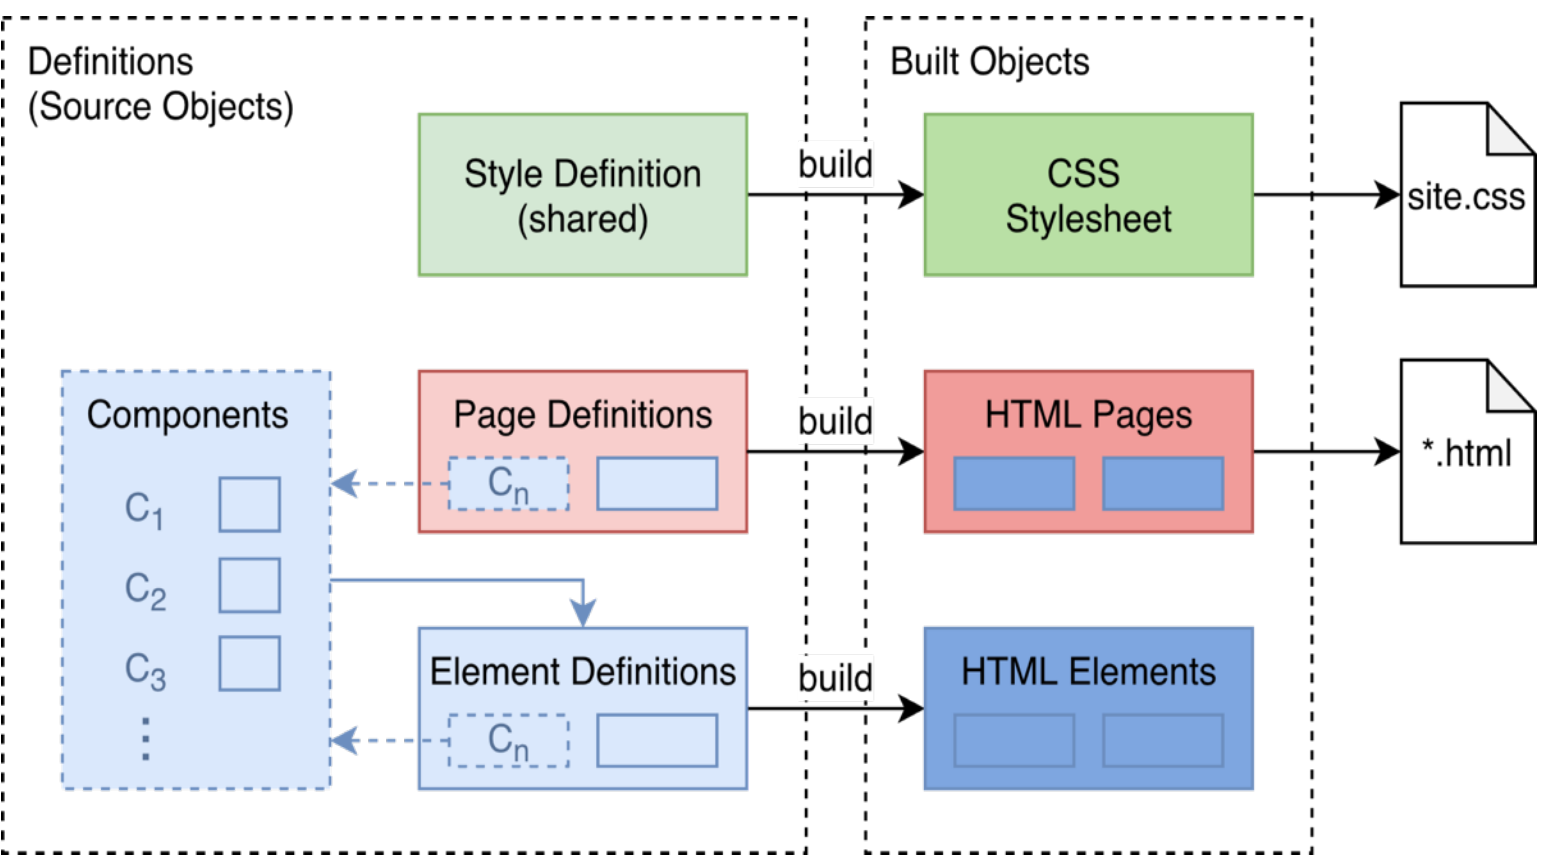 Definitions
(Source Objects)
Built Objects
Style Definition
(shared)
build
CSS
Stylesheet
site.css
Components
C1
C2
C3
Page Definitions
Cn
build
HTML Pages
*.html
Element Definitions
Cn
build
HTML Elements